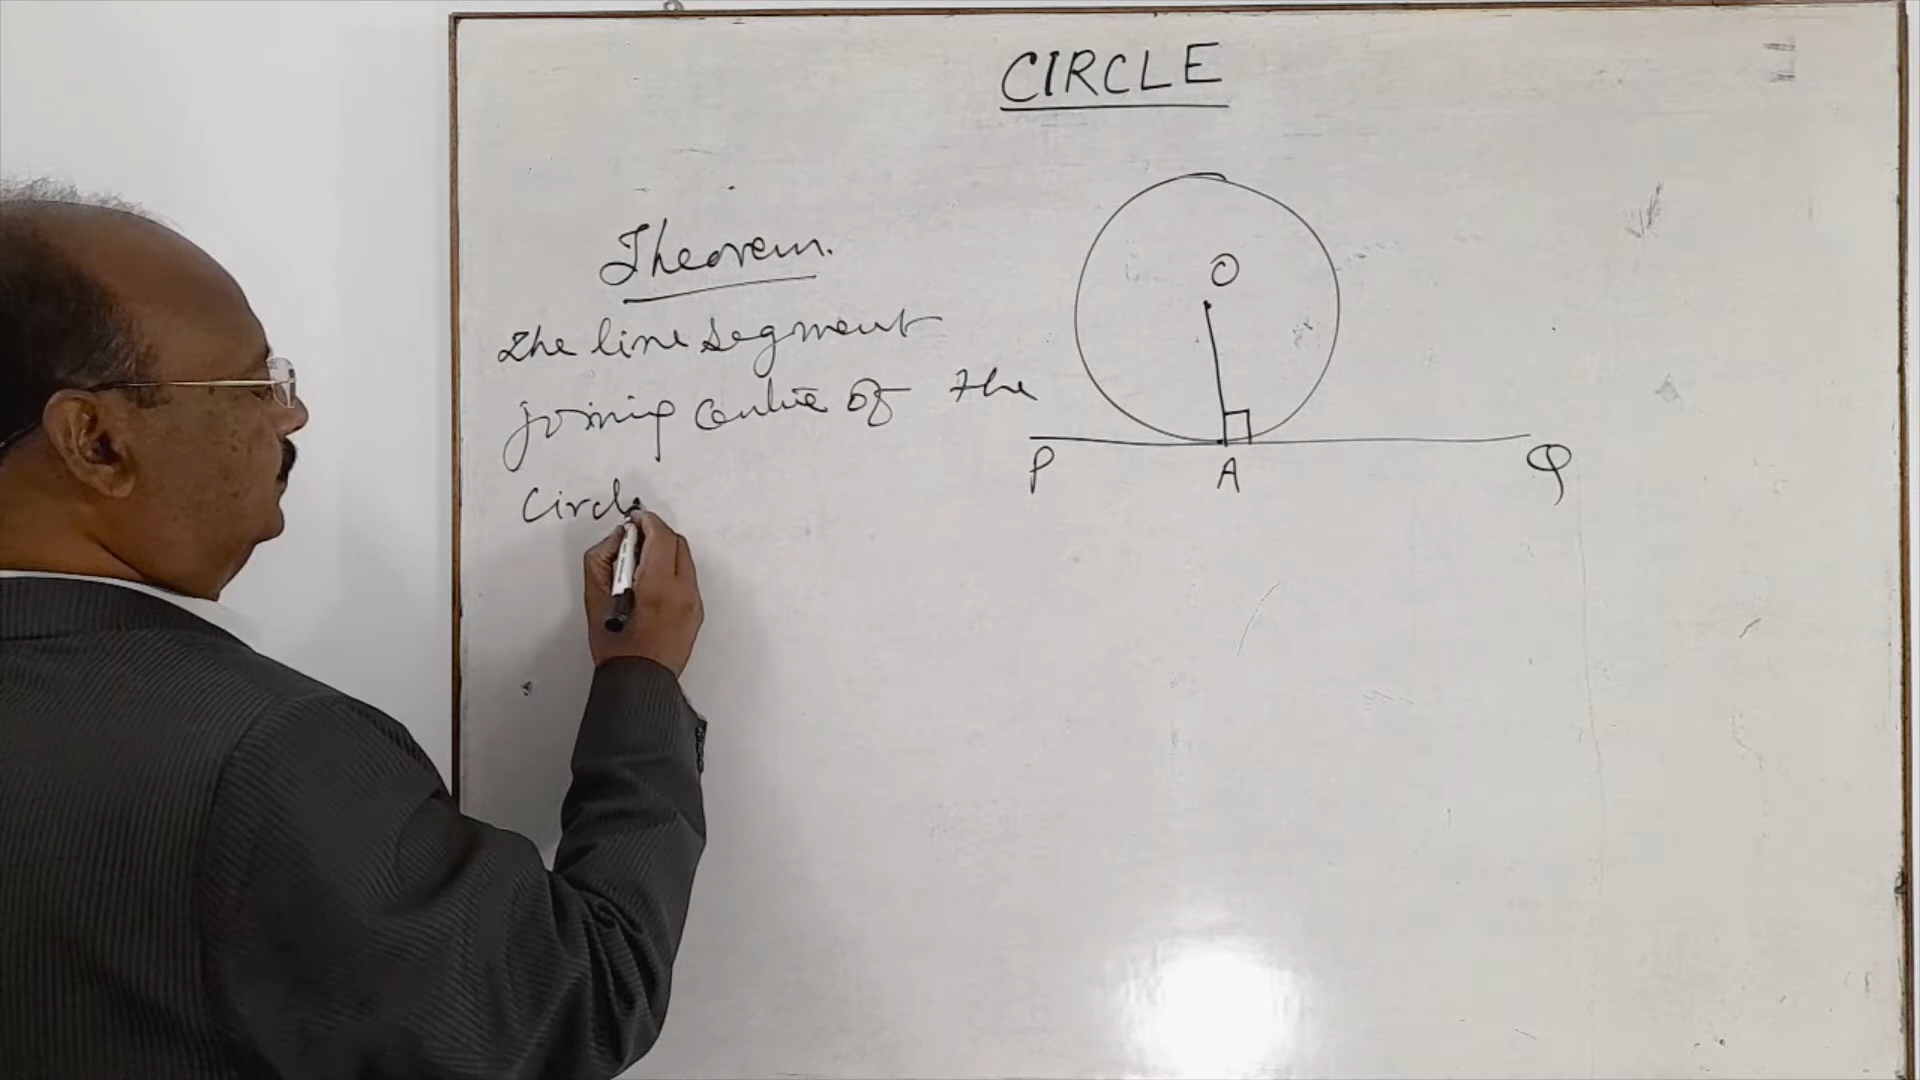 CIRCLE
Theorem.
The line segment
joining centre of the
Circle
O
P A Q